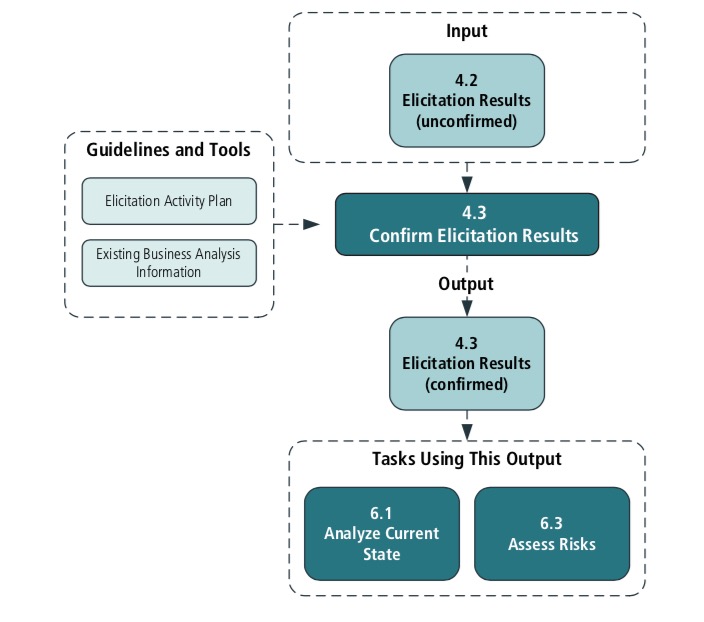 Input
4.2
Elicitation Results
(unconfirmed)
Guidelines and Tools
Elicitation Activity Plan
Existing Business Analysis
Information
4.3
Confirm Elicitation Results
Output
4.3
Elicitation Results
(confirmed)
Tasks Using This Output
6.1
Analyze Current
State
6.3
Assess Risks